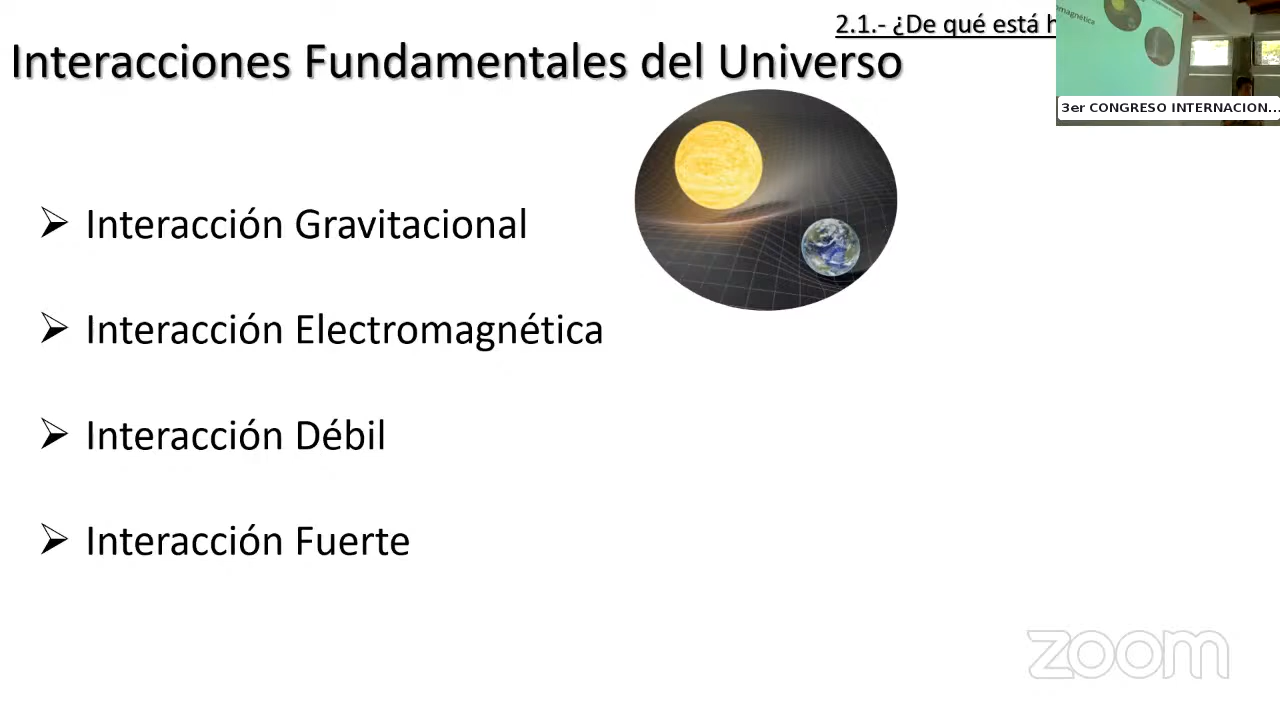 2.1.- ¿De qué está
Interacciones Fundamentales del Universo
3er CONGRESO INTERNACION...
Interacción Gravitacional
Interacción Electromagnética
Interacción Débil
Interacción Fuerte
zoom